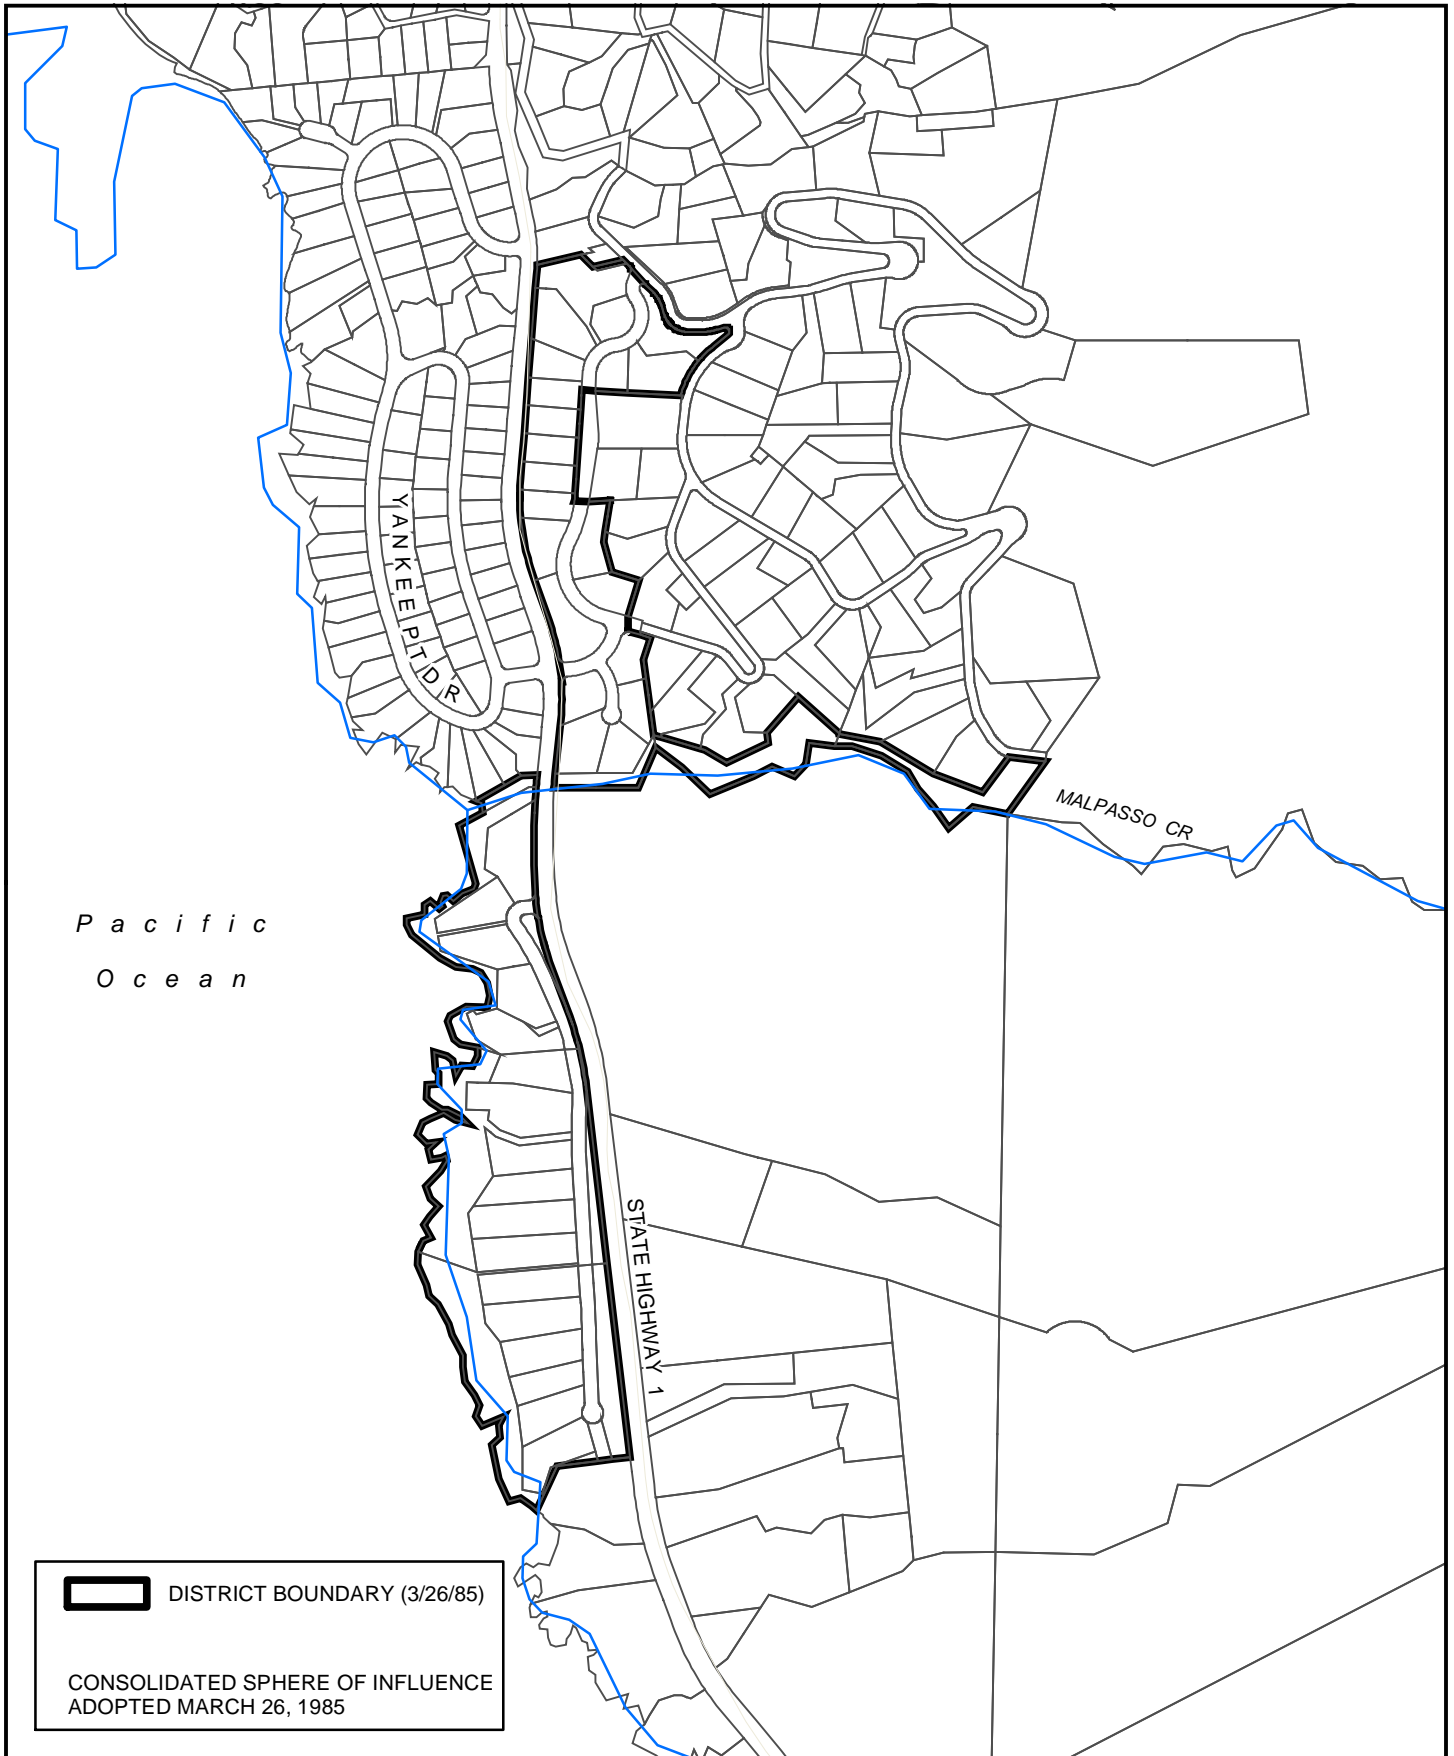 YANKEE PT DR
MALPASSO CR
Pacific
Ocean
STATE HIGHWAY 1
DISTRICT BOUNDARY (3/26/85)
CONSOLIDATED SPHERE OF INFLUENCE
ADOPTED MARCH 26, 1985